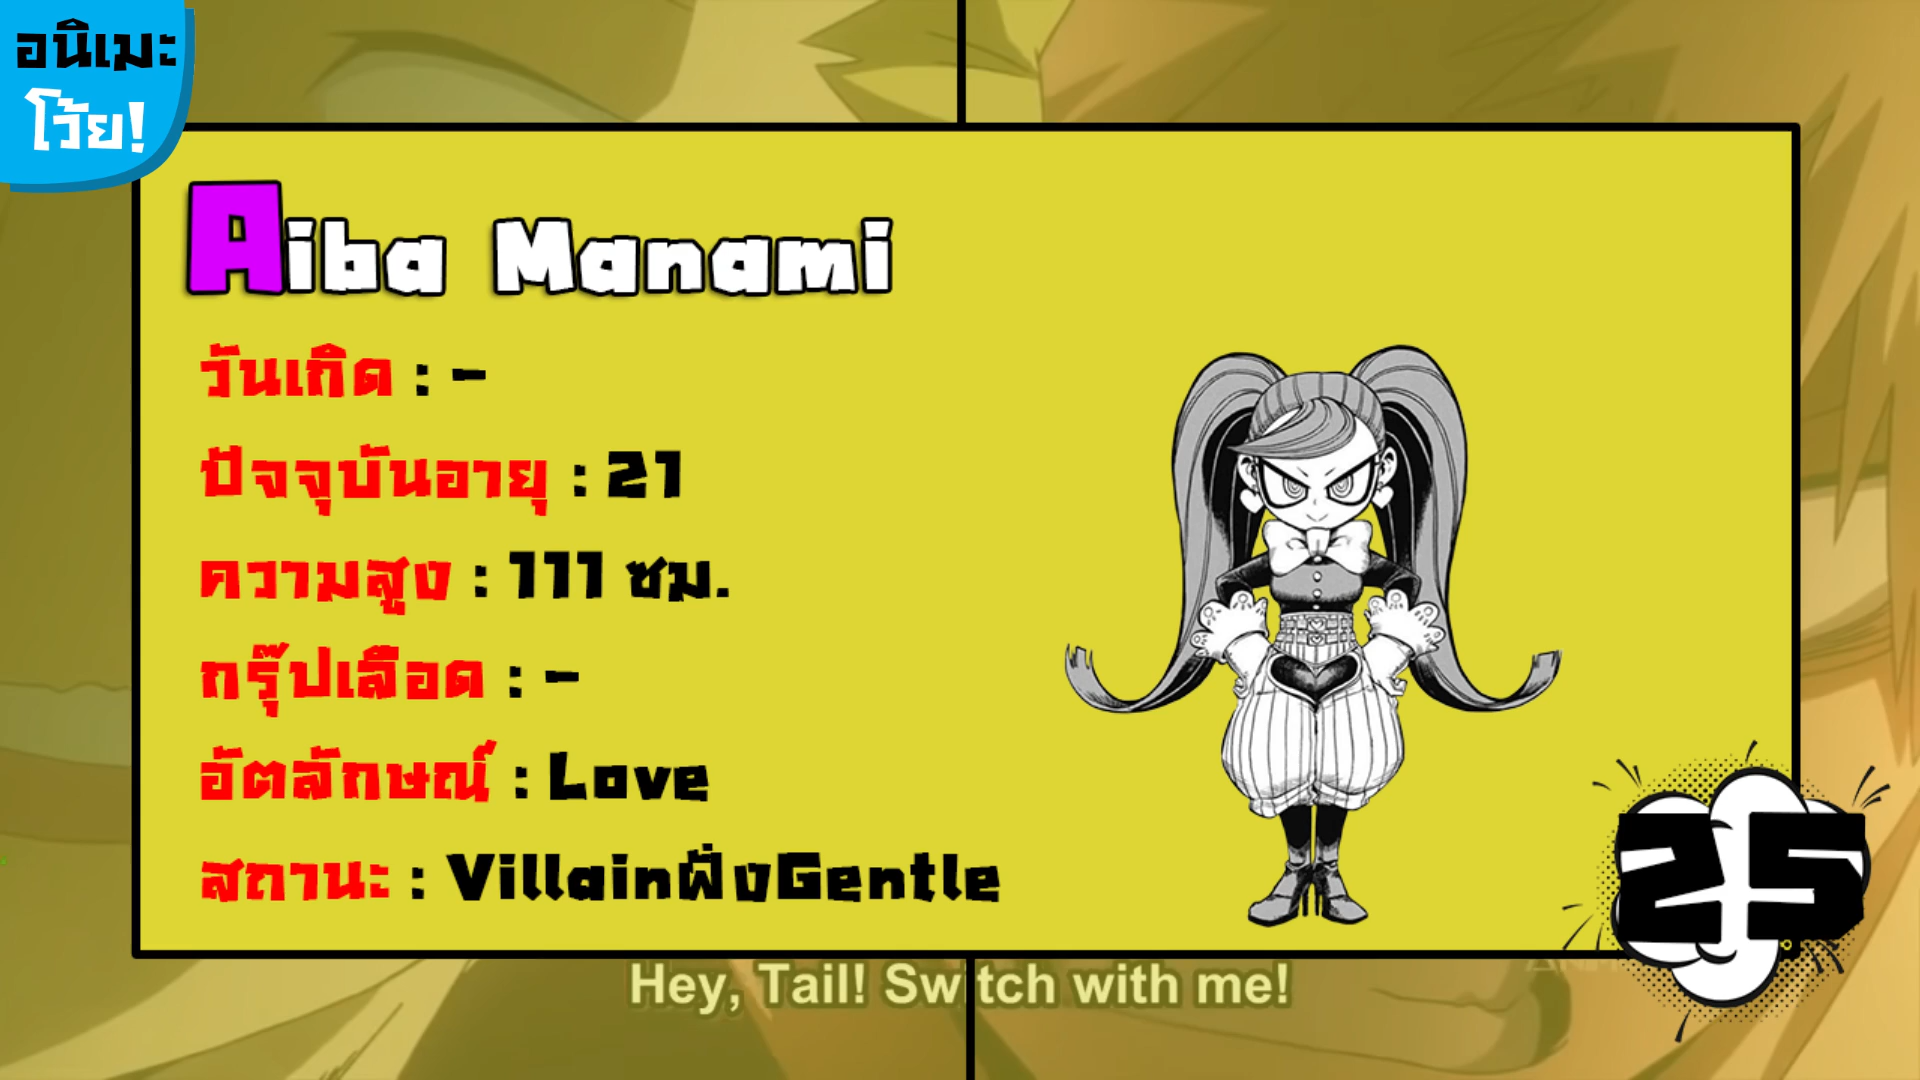 อนิเมะ
โว้ย!
Aiba Manami
วันเกิด : -
ปัจจุบันอายุ : 21
ความสูง : 111 ซม.
กรุ๊ปเลือด : -
อัตลักษณ์ : Love
สถานะ : Villainฝั่งGentle
25
Hey, Tail! Switch with me!